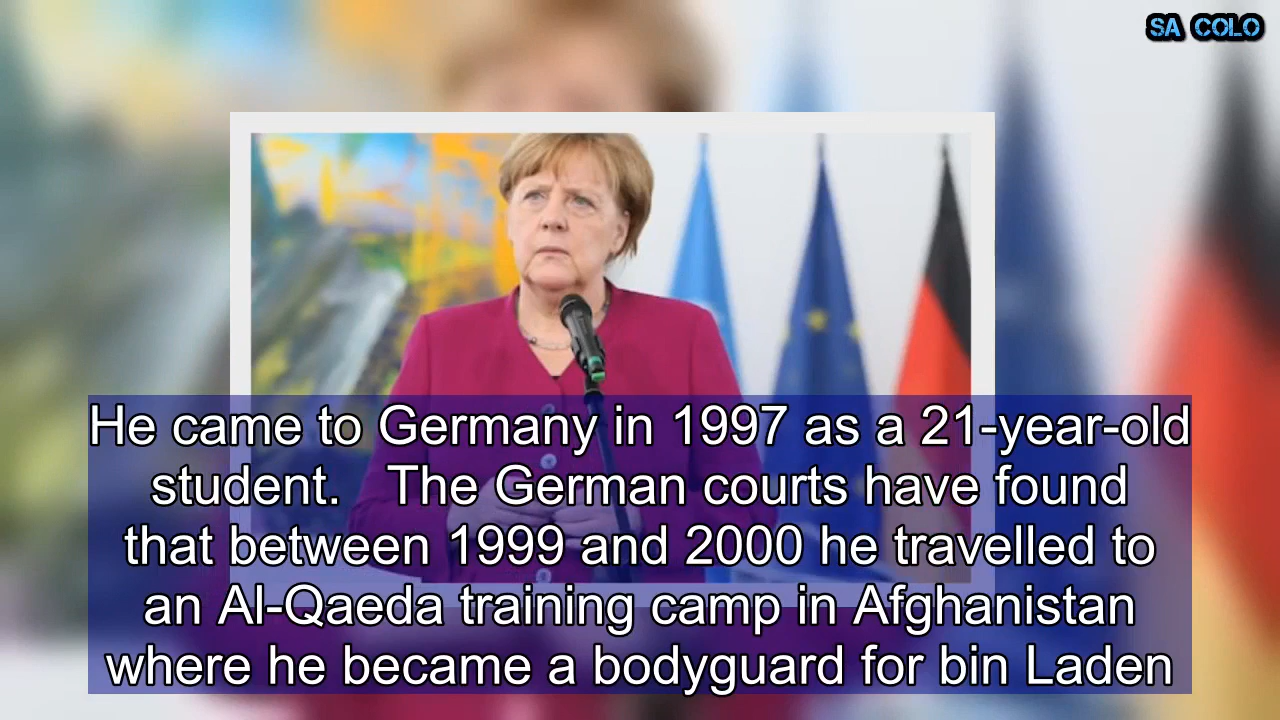 SA COLO
He came to Germany in 1997 as a 21-year-old
student. The German courts have found
that between 1999 and 2000 he travelled to
an Al-Qaeda training camp in Afghanistan
where he became a bodyguard for bin Laden